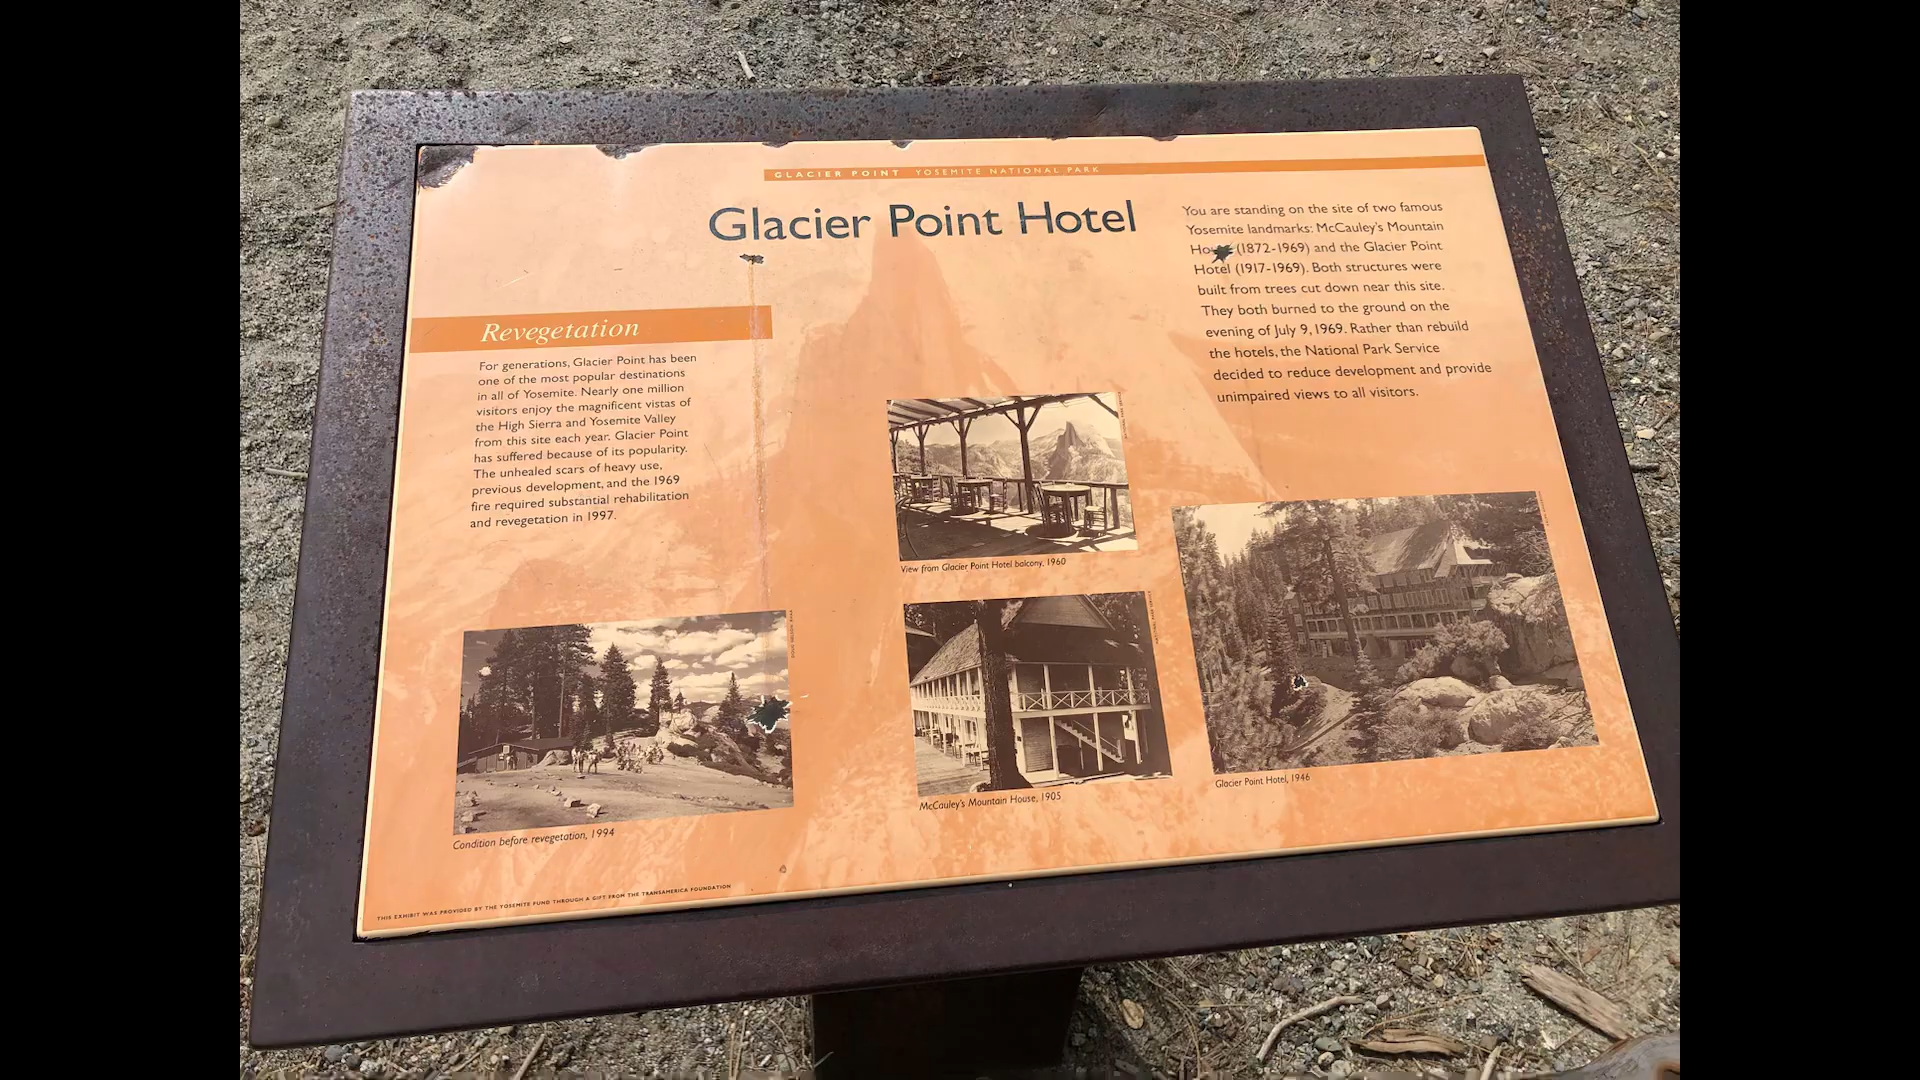 GLACIER POINT YOSEMITE NATIONAL PARK
Glacier Point Hotel
You are standing on the site of two famous
Yosemite landmarks: McCauley's Mountain
(1872-1969) and the Glacier Point
Hotel (1917-1969). Both structures were
built from trees cut down near this site.
They both burned to the ground on the
evening of July 9, 1969. Rather than rebuild
the hotels, the National Park Service
decided to reduce development and provide
unimpaired views to all visitors.
Revegetation
For generations, Glacier Point has been
one of the most popular destinations
in all of Yosemite. Nearly one million
visitors enjoy the magnificent vistas of
the High Sierra and Yosemite Valley
from this site each year. Glacier Point
has suffered because of its popularity.
The unhealed scars of heavy use,
previous development, and the 1969
fire required substantial rehabilitation
and revegetation in 1997.
View from Glacier Point Hotel balcony, 1960
McCauley's Mountain House, 1905
Glacier Point Hotel, 1946
Condition before revegetation, 1994
THIS EXHIBIT WAS PROVIDED BY THE YOSEMITE FUND THROUGH A GIFT FROM THE TRANSAMERICA FOUNDATION